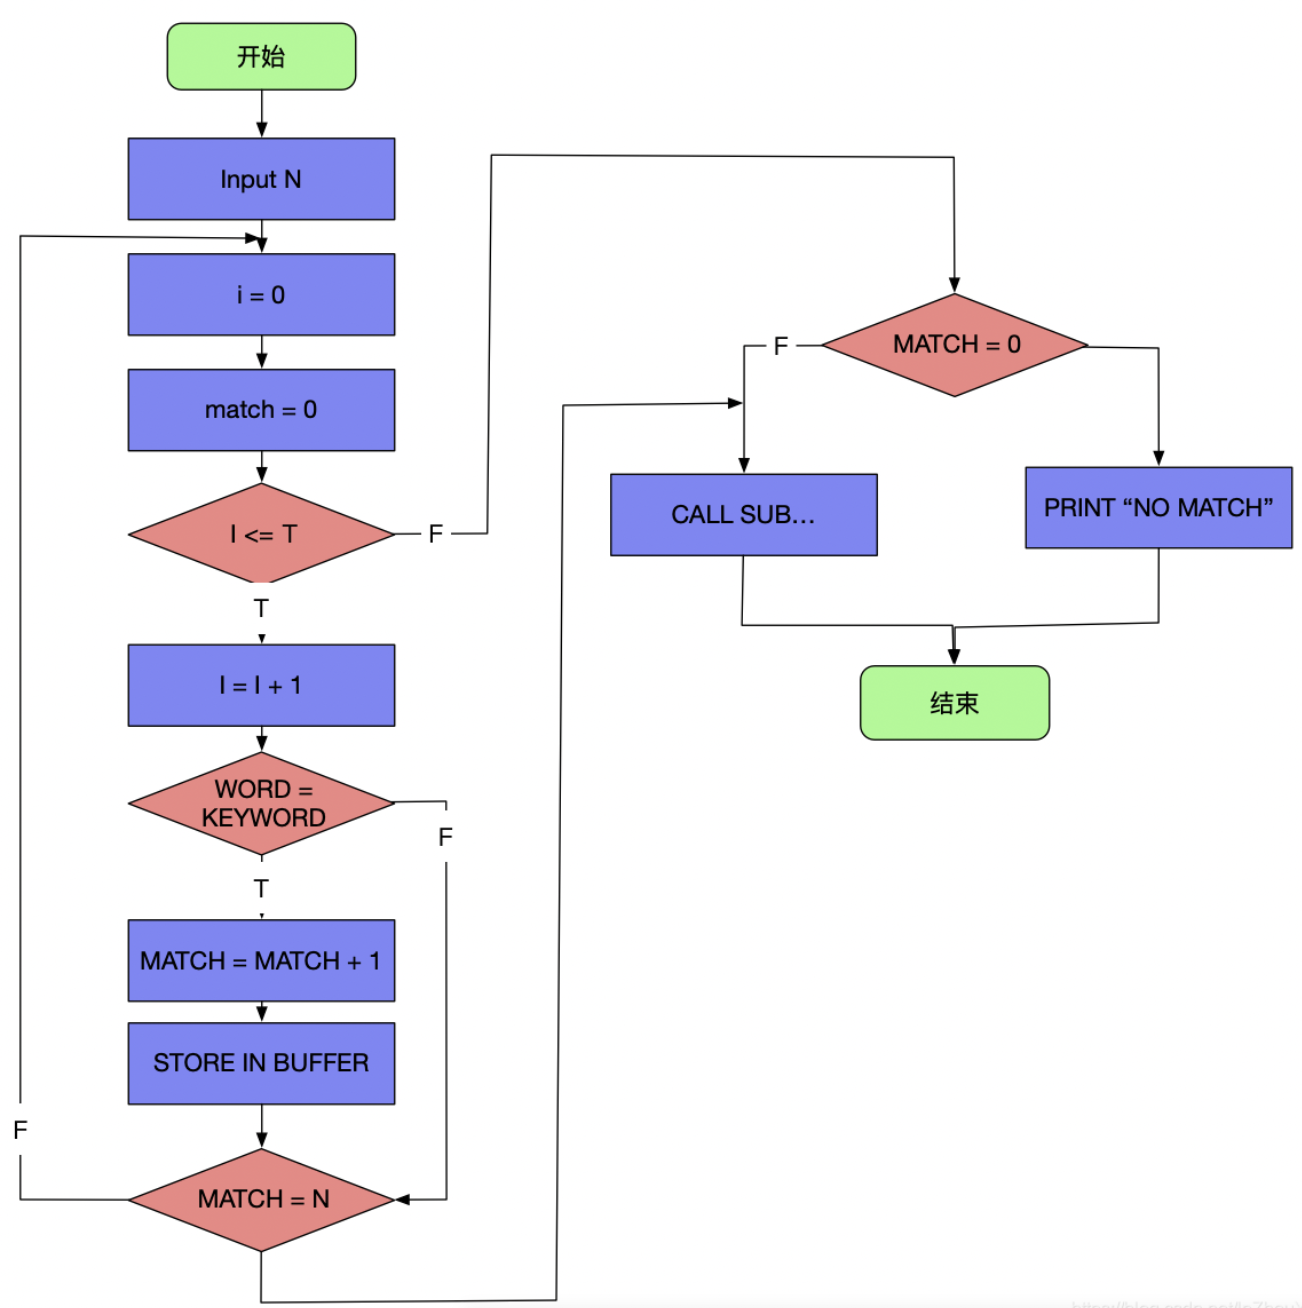 开始
Input N
i = 0
match = 0
I <= T
F
T
I = I + 1
WORD =
KEYWORD
F
T
MATCH = MATCH + 1
STORE IN BUFFER
F
MATCH = N
MATCH = 0
F
CALL SUB...
PRINT “NO MATCH”
结束